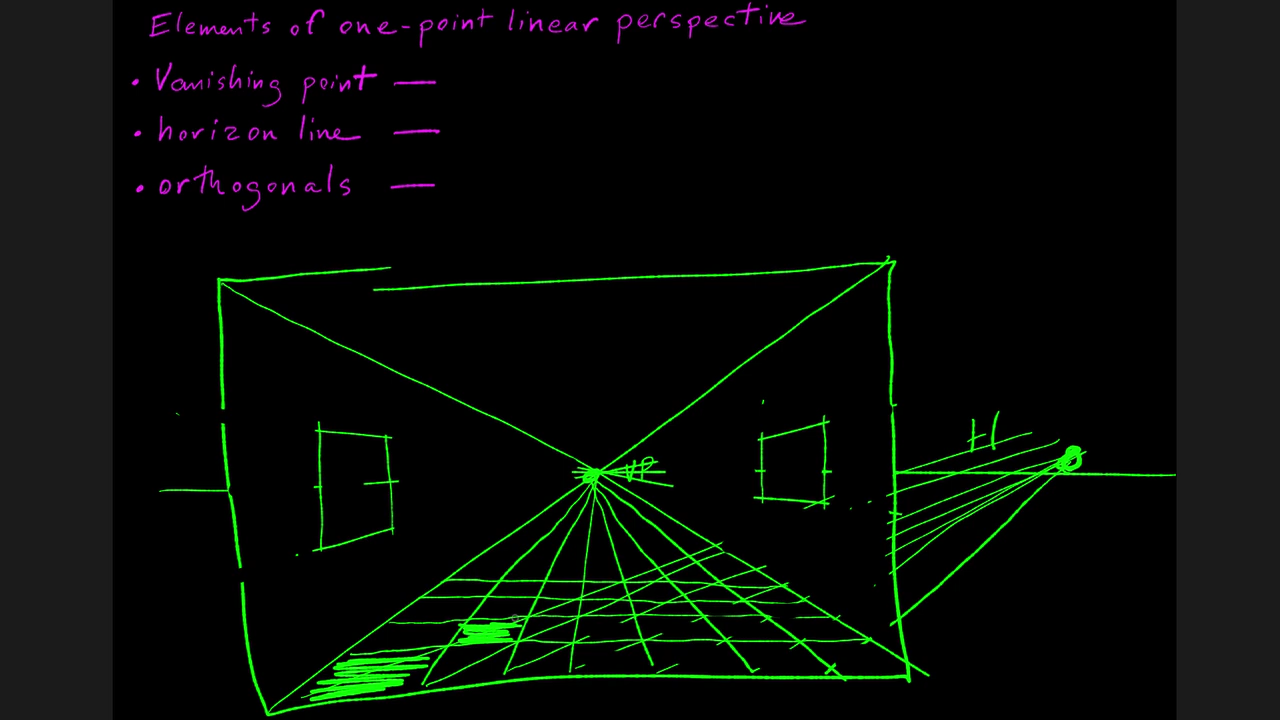 Elements of one-point linear perspective
• Vanishing point —
• horizon line —
• orthogonals —
H
VP